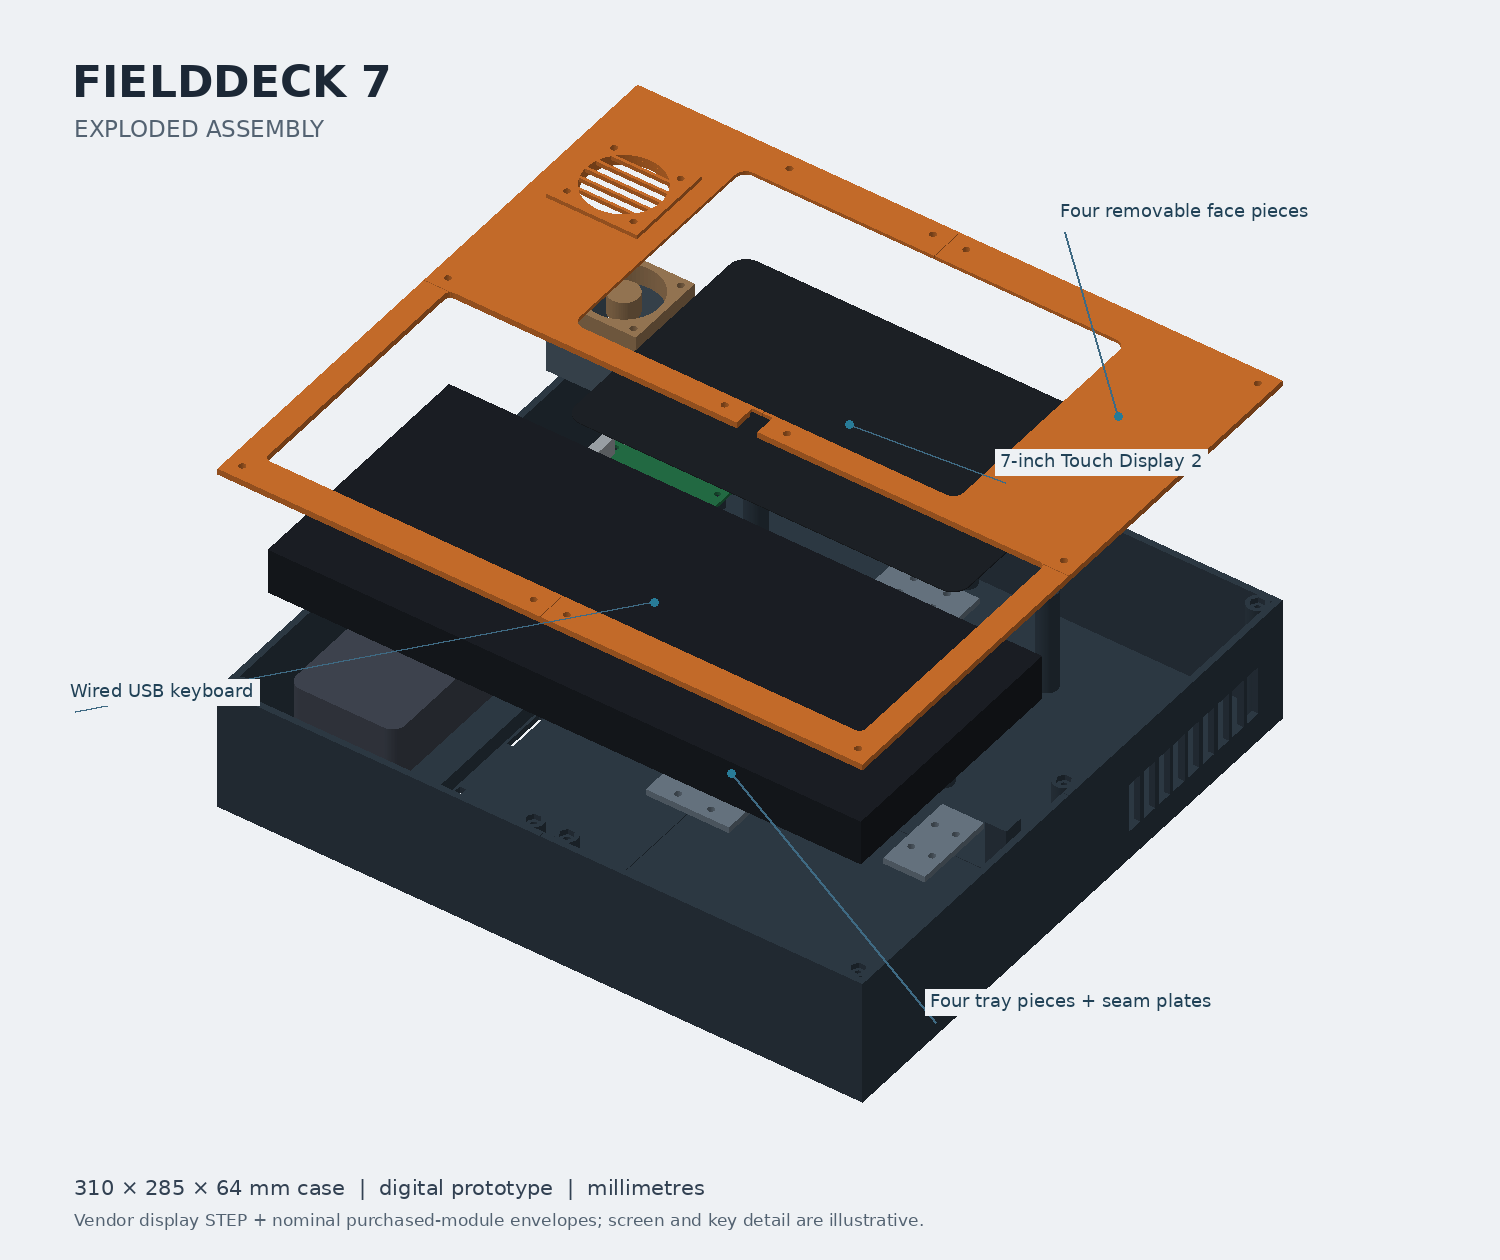 FIELDDECK 7
EXPLODED ASSEMBLY
Four removable face pieces
7-inch Touch Display 2
Wired USB keyboard
Four tray pieces + seam plates
310 × 285 × 64 mm case | digital prototype | millimetres
Vendor display STEP + nominal purchased-module envelopes; screen and key detail are illustrative.